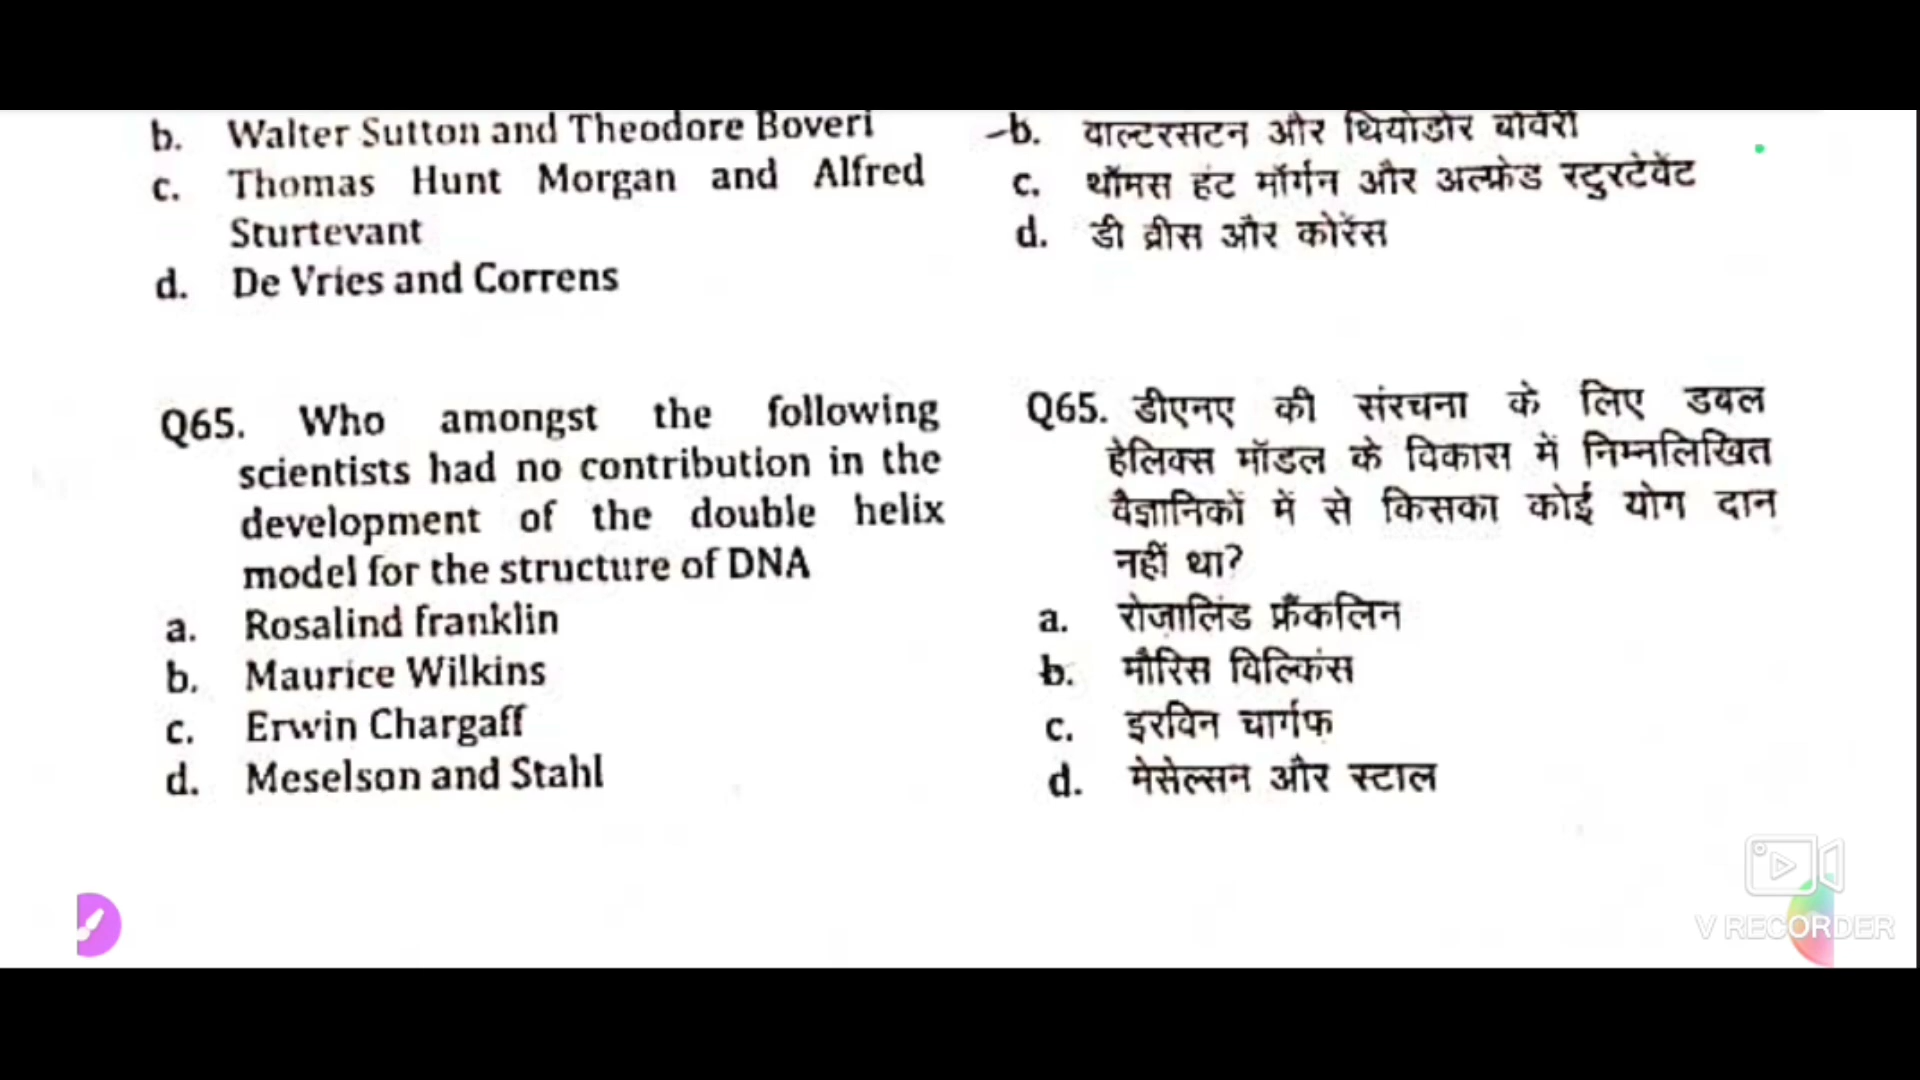 b. Walter Sutton and Theodore Boveri
c. Thomas Hunt Morgan and Alfred
Sturtevant
d. De Vries and Correns
Q65. Who amongst the following
scientists had no contribution in the
development of the double helix
model for the structure of DNA
a. Rosalind franklin
b. Maurice Wilkins
c. Erwin Chargaff
d. Meselson and Stahl
b. वाल्टरसटन और थियोडोर बोवेरी
c. थॉमस हंट मॉर्गन और अल्फ्रेड स्टुरटेवेंट
d. डी व्रीस और कोरेंस
Q65. डीएनए की संरचना के लिए डबल
हेलिक्स मॉडल के विकास में निम्नलिखित
वैज्ञानिकों में से किसका कोई योग दान
नहीं था?
a. रोज़ालिंड फ्रैंकलिन
b. मौरिस विल्किंस
c. इरविन चार्गफ
d. मेसेल्सन और स्टाल
V RECORDER